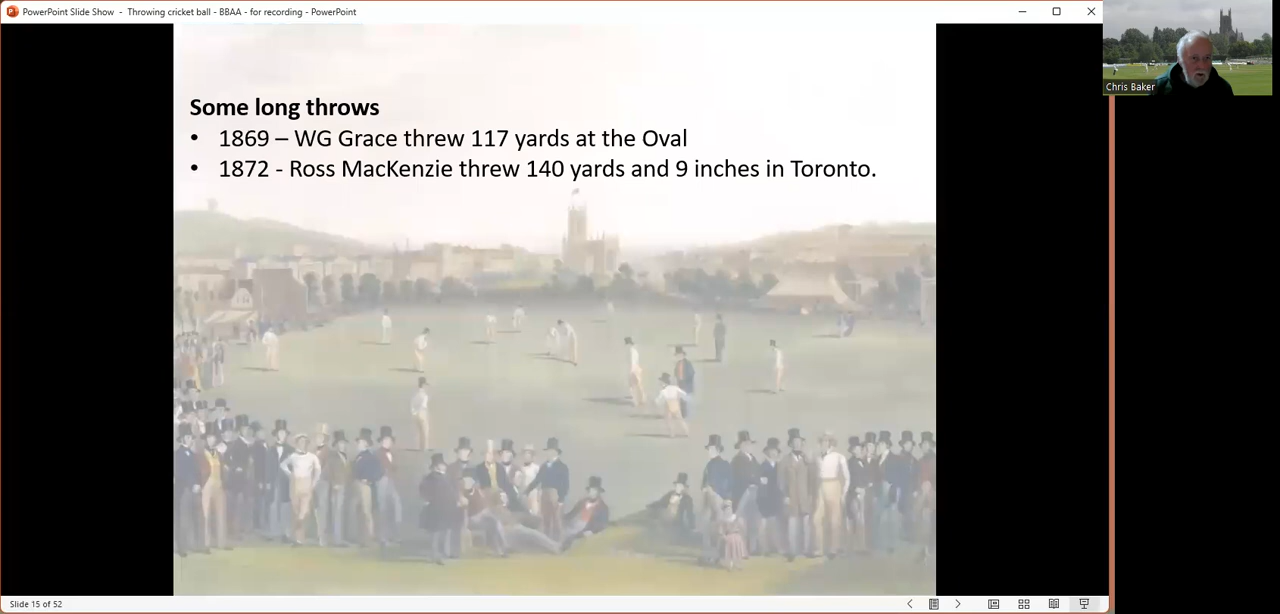 PowerPoint Slide Show - Throwing cricket ball - BBAA - for recording - PowerPoint
Chris Baker
Some long throws
• 1869 – WG Grace threw 117 yards at the Oval
• 1872 - Ross MacKenzie threw 140 yards and 9 inches in Toronto.
Slide 15 of 52